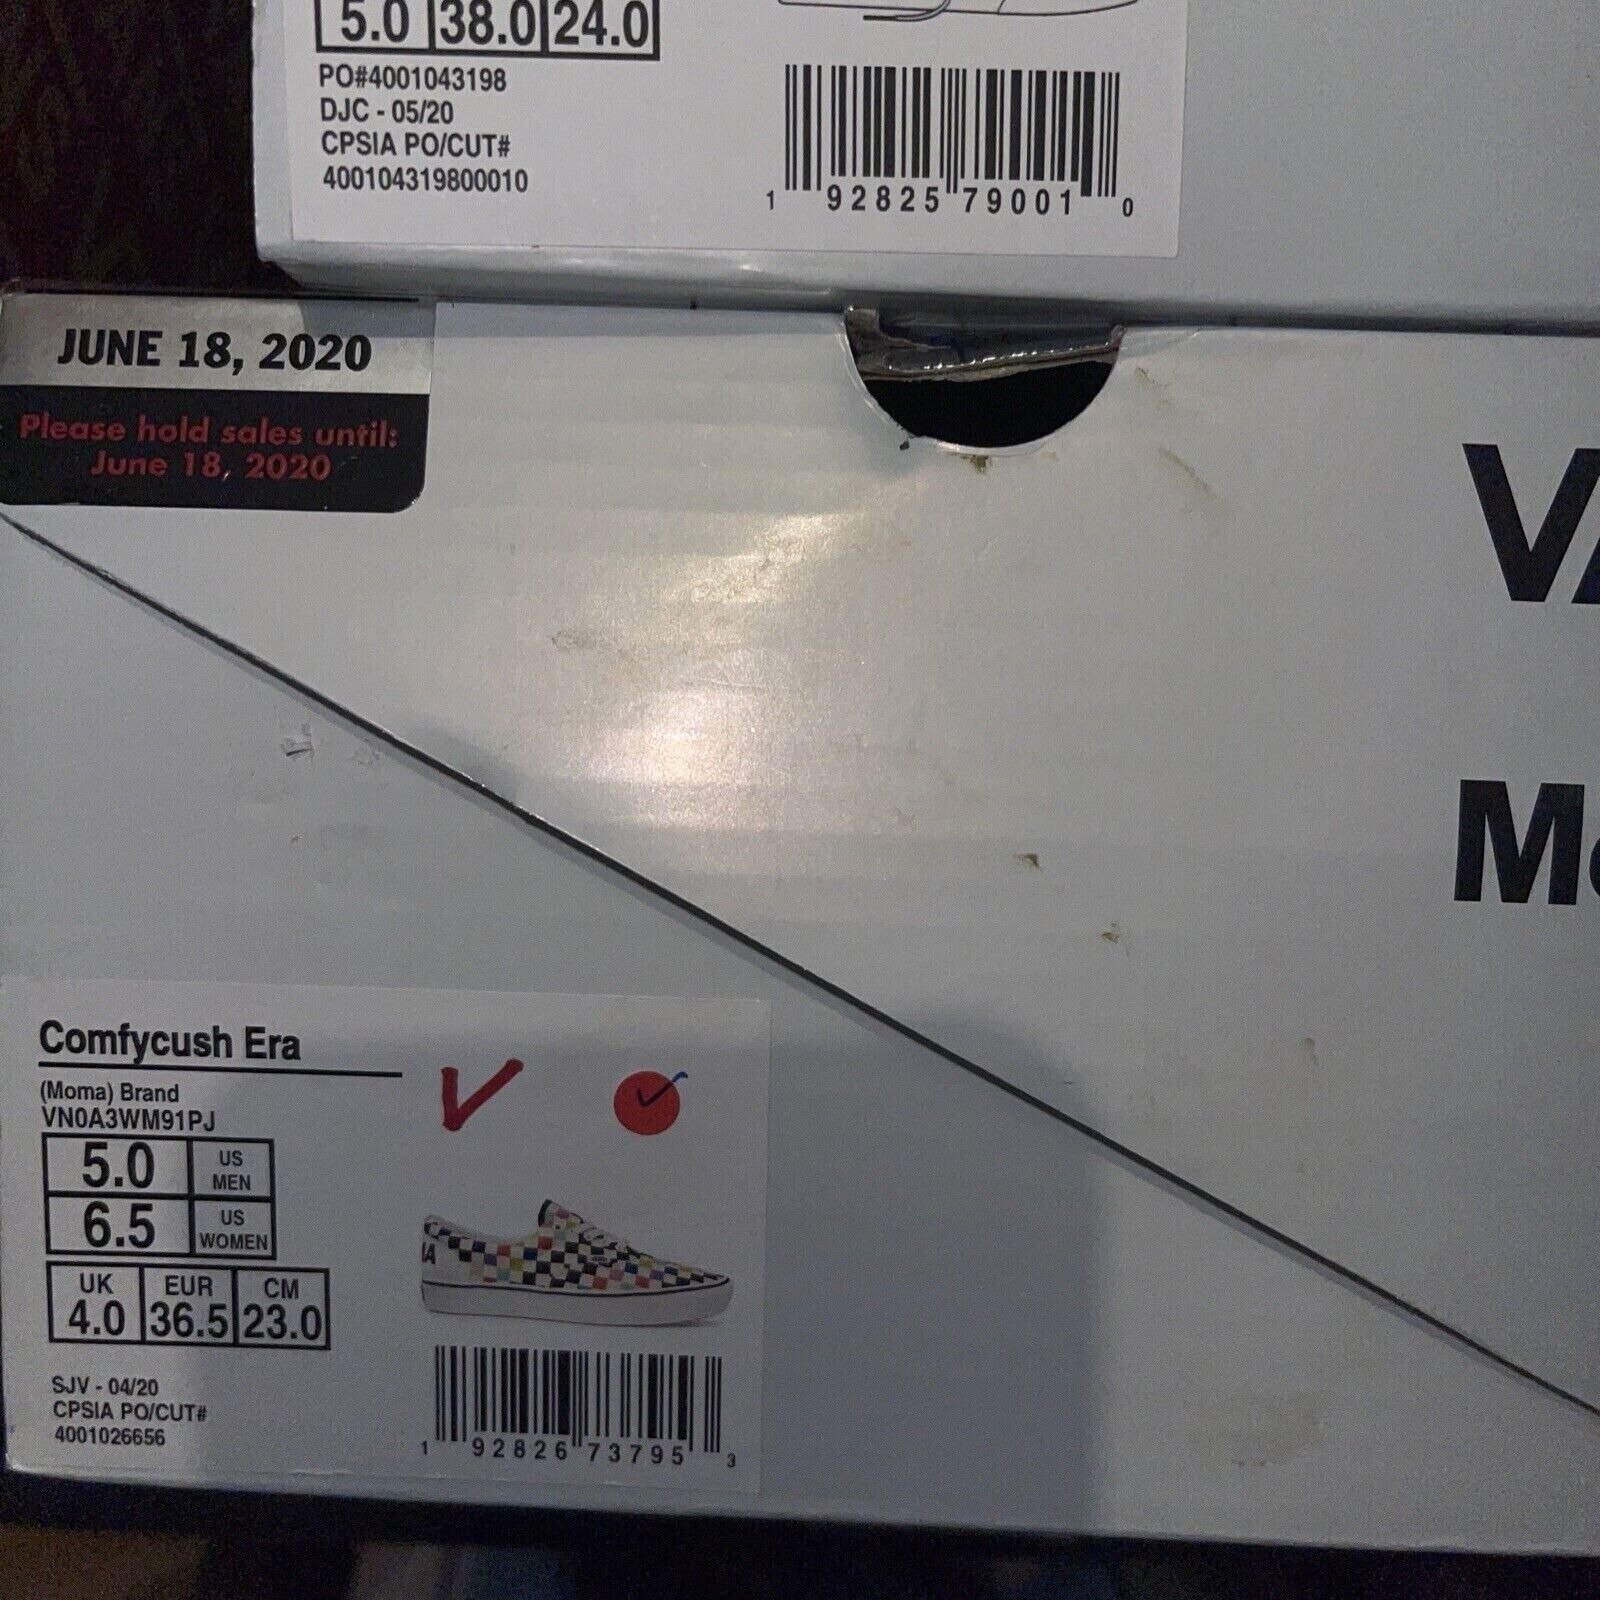 5.0 38.0 24.0
PO#4001043198
DJC - 05/20
CPSIA PO/CUT#
400104319800010
1 92825 79001 0
JUNE 18, 2020
Please hold sales until:
June 18, 2020
Comfycush Era
(Moma) Brand
VN0A3WM91PJ
5.0 US MEN
6.5 US WOMEN
UK EUR CM
4.0 36.5 23.0
SJV - 04/20
CPSIA PO/CUT#
4001026656
1 92826 73795 3